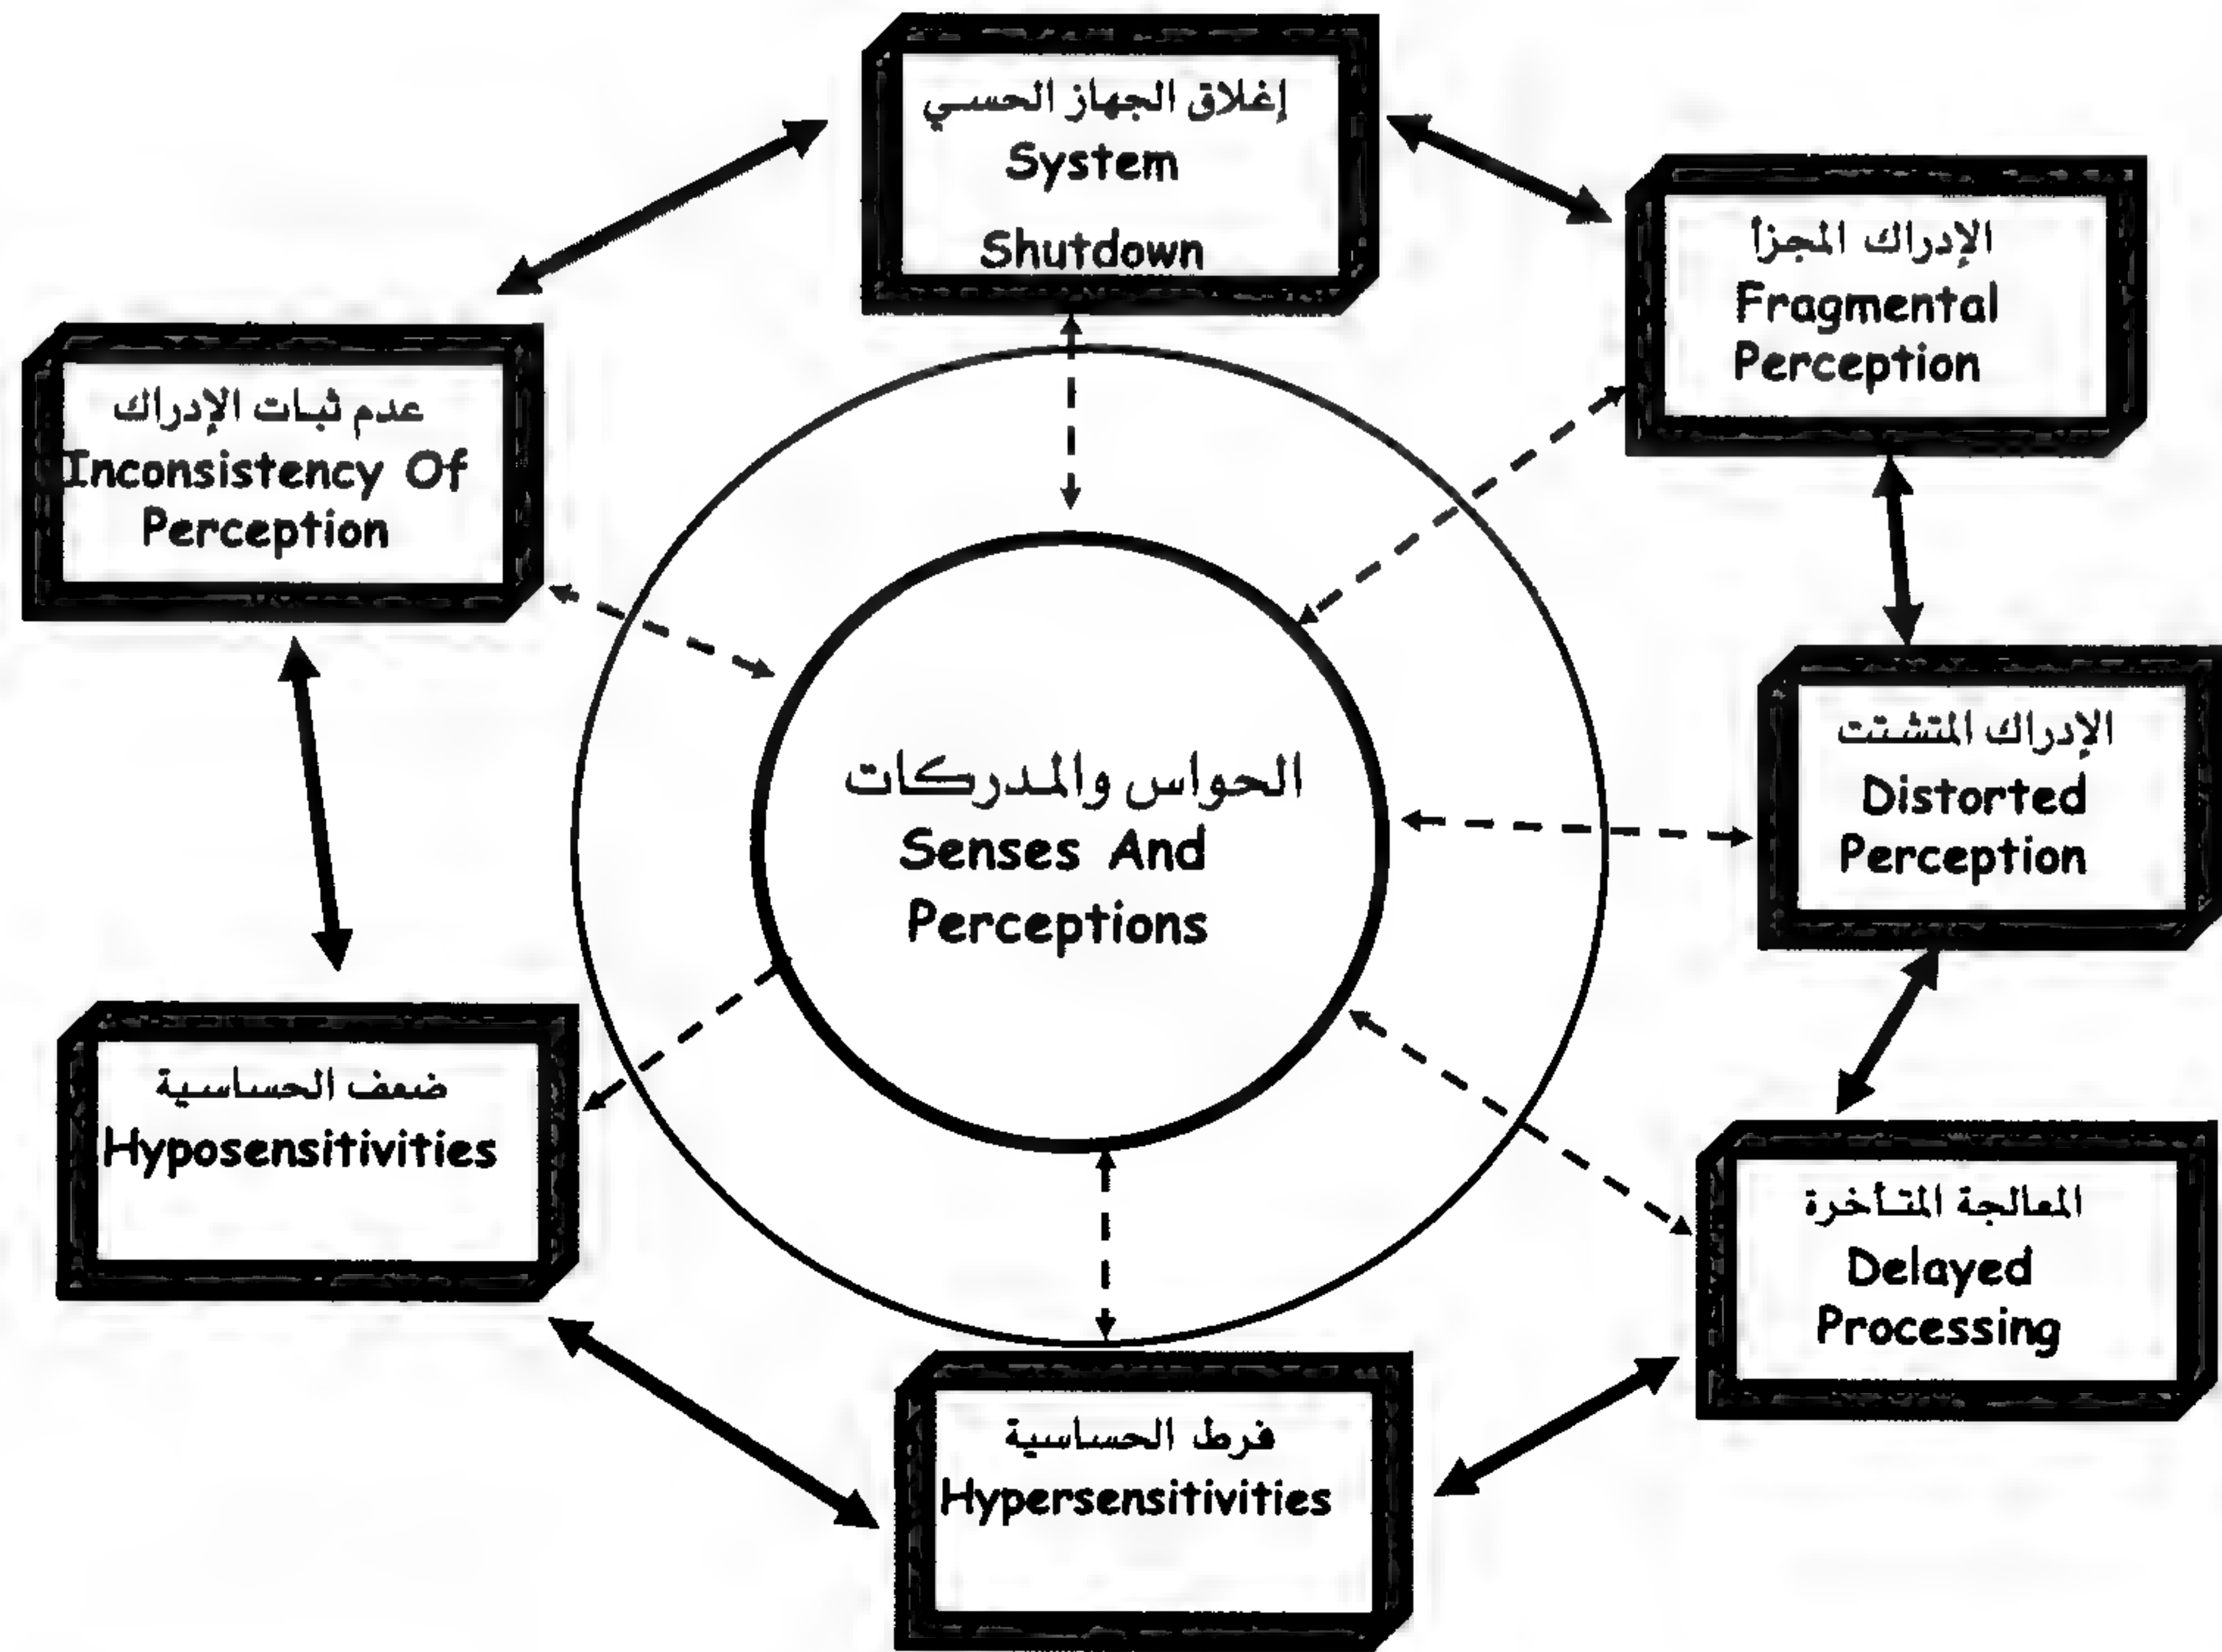 إغلاق الجهاز الحسي
System
Shutdown
الإدراك المجزأ
Fragmental
Perception
عدم ثبات الإدراك
Inconsistency Of
Perception
الإدراك المتشتت
Distorted
Perception
الحواس والمدركات
Senses And
Perceptions
ضعف الحساسية
Hyposensitivities
المعالجة المتأخرة
Delayed
Processing
فرط الحساسية
Hypersensitivities